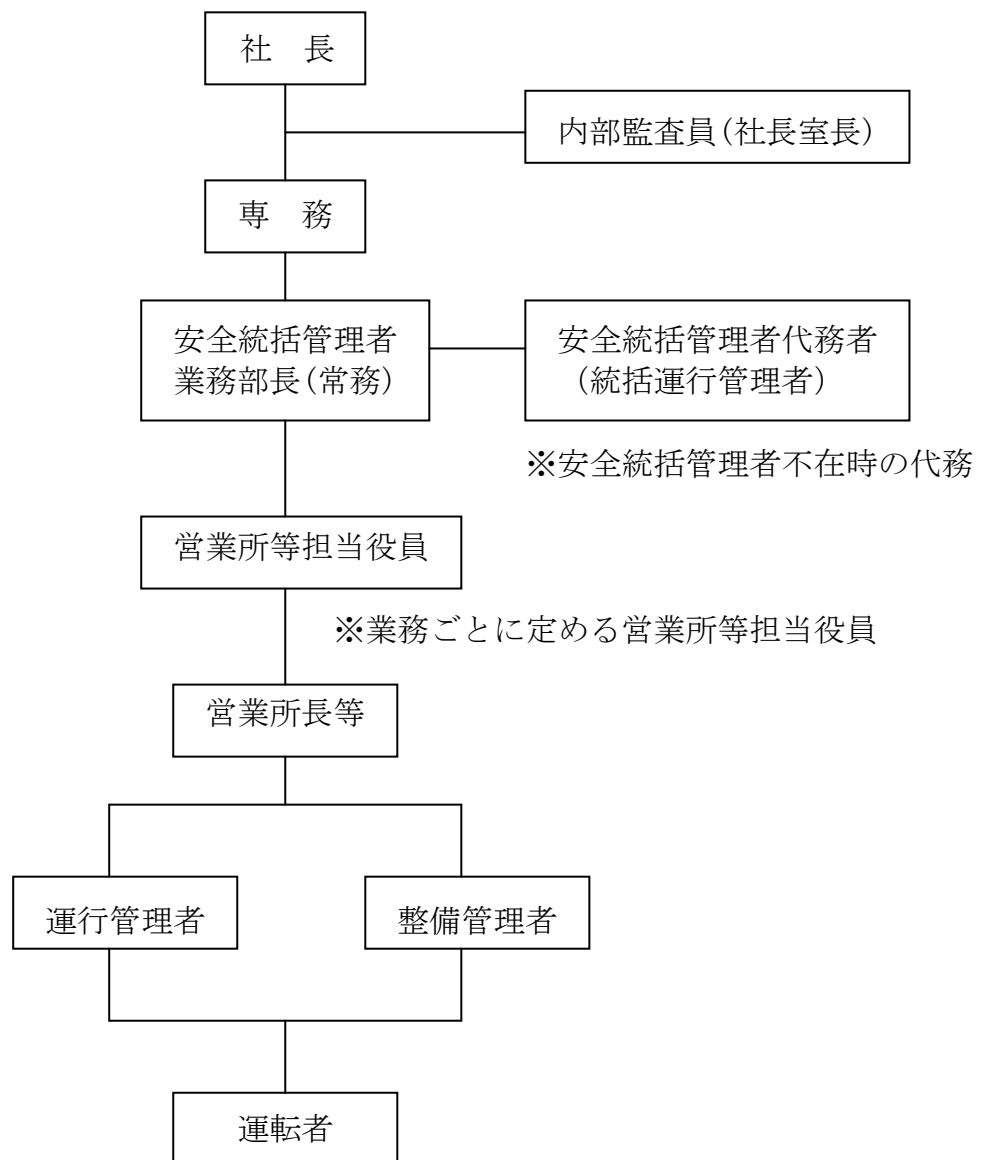 社　長
内部監査員(社長室長)
専　務
安全統括管理者
業務部長(常務)
安全統括管理者代務者
(統括運行管理者)
※安全統括管理者不在時の代務
営業所等担当役員
※業務ごとに定める営業所等担当役員
営業所長等
運行管理者
整備管理者
運転者